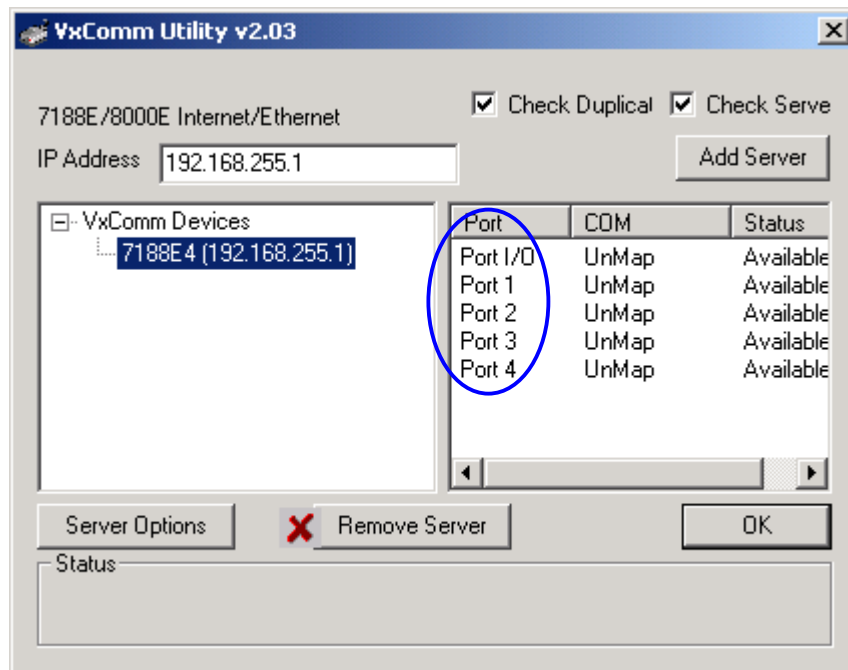 VxComm Utility v2.03
Check Duplical Check Serve
7188E/8000E Internet/Ethernet
IP Address 192.168.255.1 Add Server
VxComm Devices
7188E4 (192.168.255.1)
Port COM Status
Port I/O UnMap Available
Port 1 UnMap Available
Port 2 UnMap Available
Port 3 UnMap Available
Port 4 UnMap Available
Server Options Remove Server OK
Status